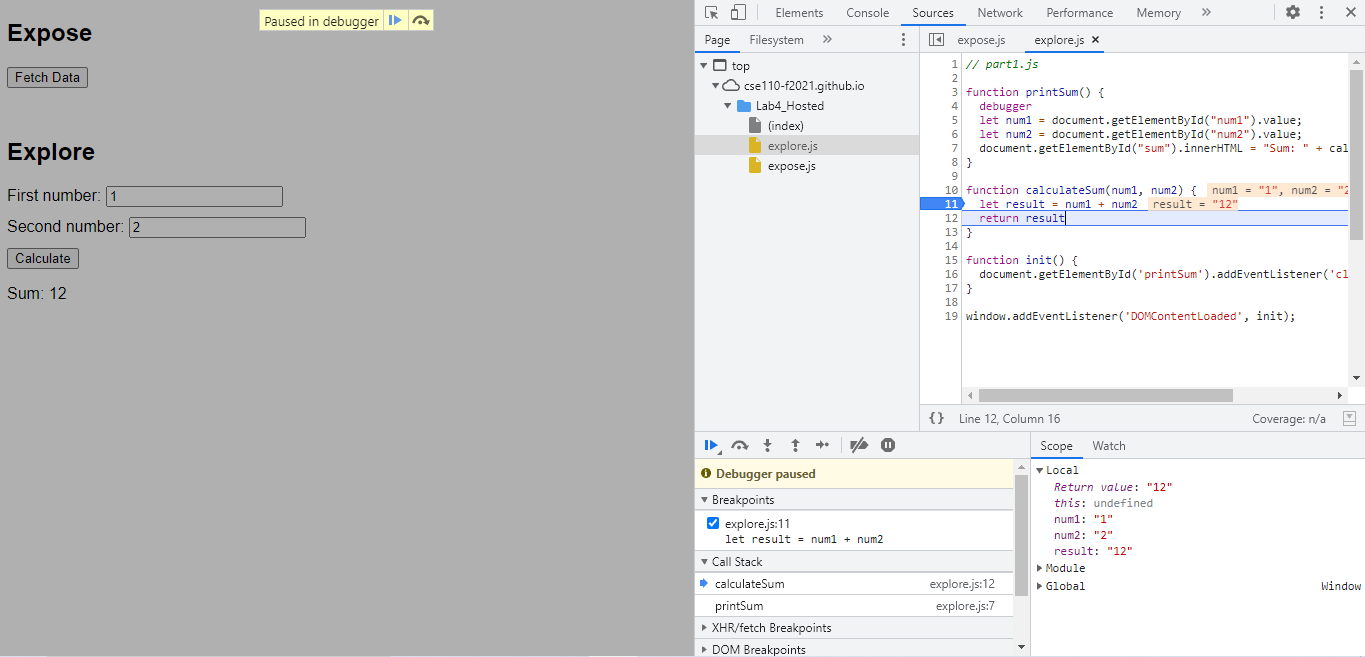 Expose
Paused in debugger
Fetch Data
Explore
First number: 1
Second number: 2
Calculate
Sum: 12
Elements Console Sources Network Performance Memory »
Page Filesystem »
top
cse110-f2021.github.io
Lab4_Hosted
(index)
explore.js
expose.js
expose.js explore.js ×
1 // part1.js
2
3 function printSum() {
4 debugger
5 let num1 = document.getElementById("num1").value;
6 let num2 = document.getElementById("num2").value;
7 document.getElementById("sum").innerHTML = "Sum: " + cal
8 }
9
10 function calculateSum(num1, num2) { num1 = "1", num2 = "2
11 let result = num1 + num2 result = "12"
12 return result
13 }
14
15 function init() {
16 document.getElementById('printSum').addEventListener('cl
17 }
18
19 window.addEventListener('DOMContentLoaded', init);
{} Line 12, Column 16 Coverage: n/a
Debugger paused
Breakpoints
explore.js:11
let result = num1 + num2
Call Stack
calculateSum explore.js:12
printSum explore.js:7
XHR/fetch Breakpoints
DOM Breakpoints
Scope Watch
Local
Return value: "12"
this: undefined
num1: "1"
num2: "2"
result: "12"
Module
Global Window